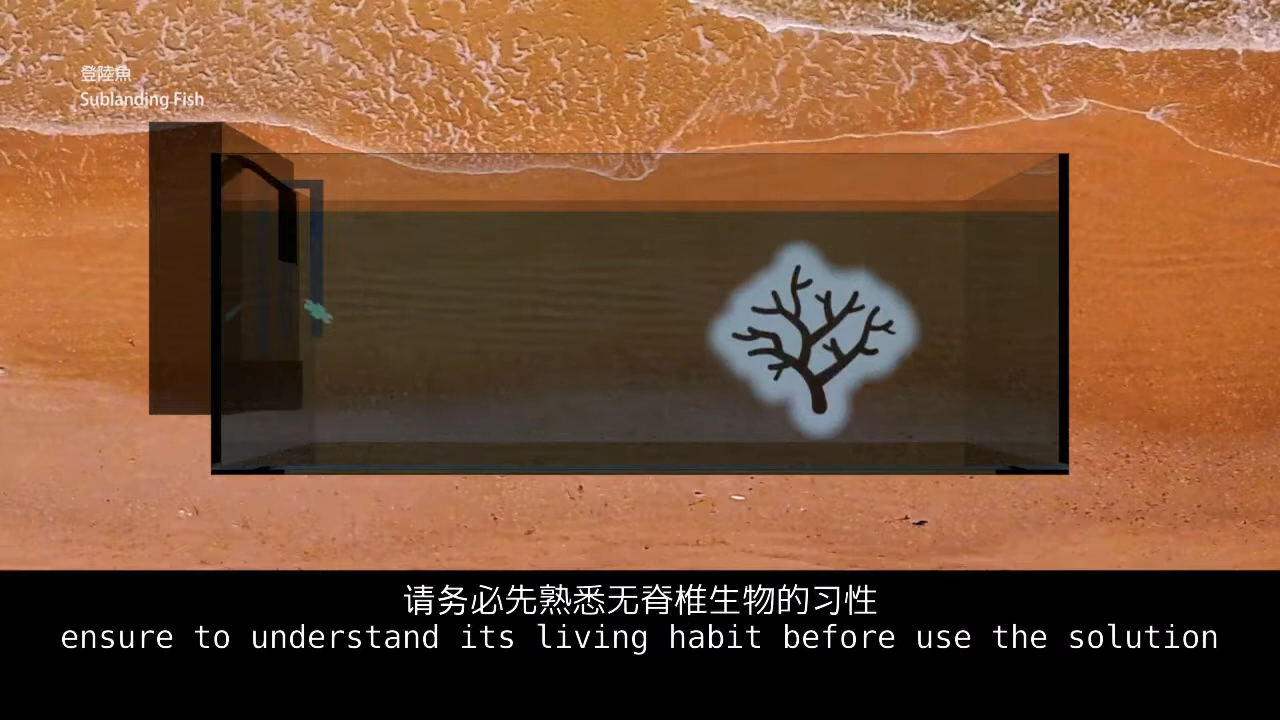 登陸魚
Sublanding Fish
请务必先熟悉无脊椎生物的习性
ensure to understand its living habit before use the solution